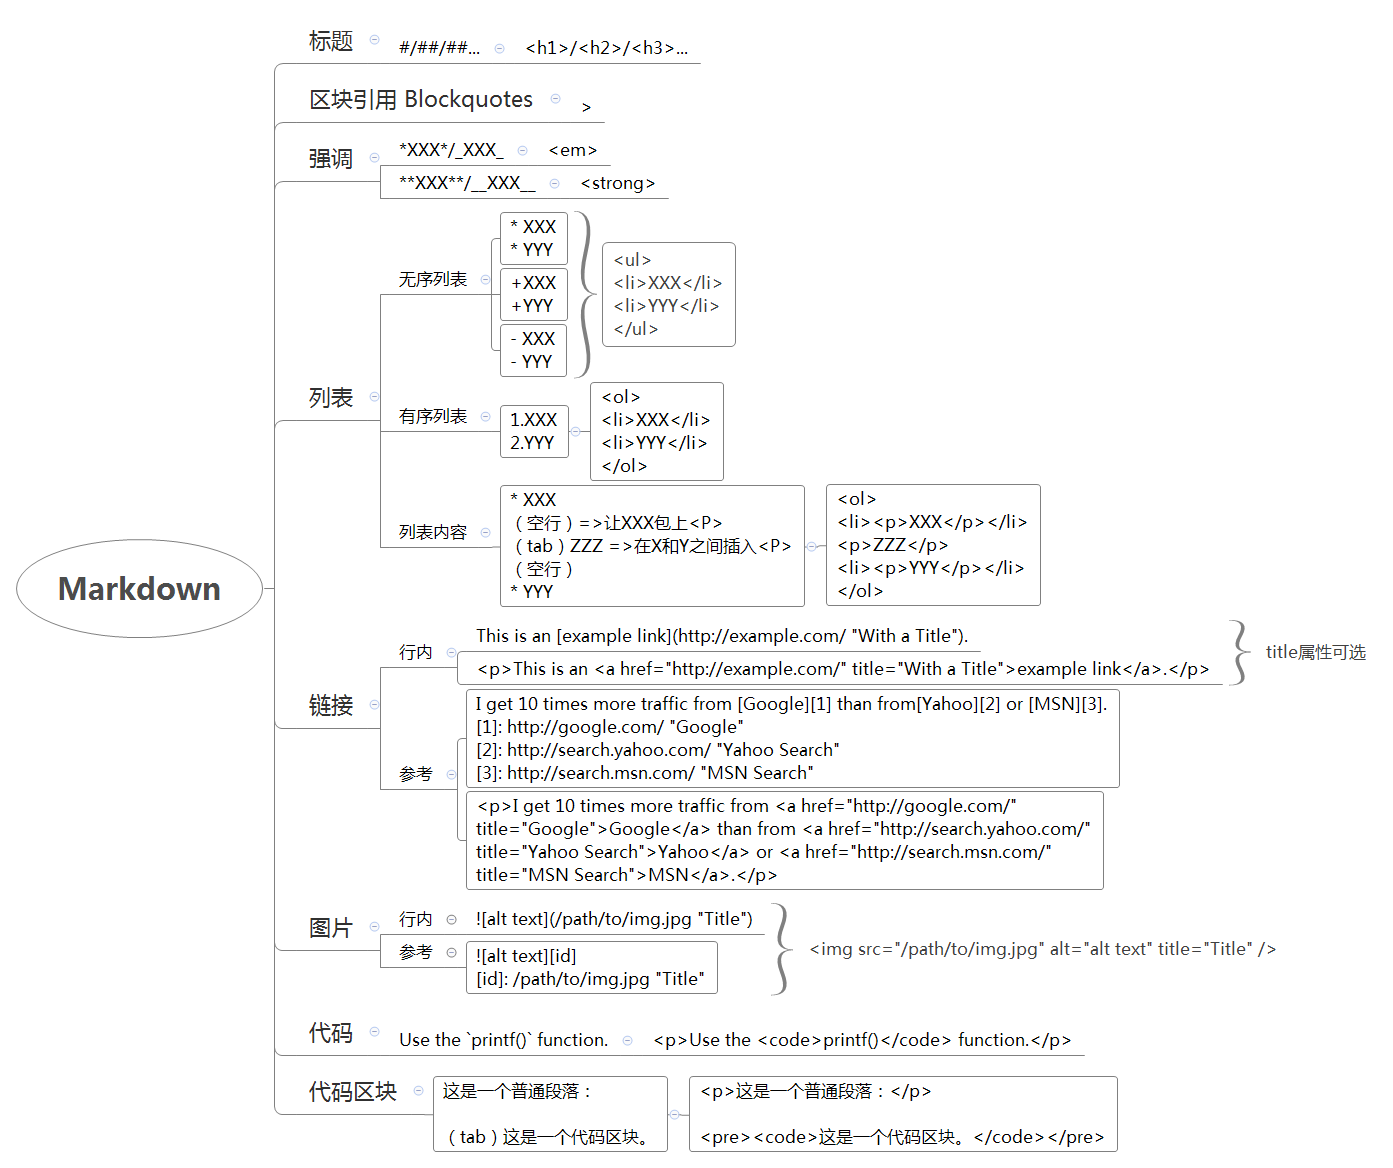 Markdown
标题
#/##/##...
<h1>/<h2>/<h3>...
区块引用 Blockquotes
>
强调
*XXX*/_XXX_
<em>
**XXX**/__XXX__
<strong>
列表
无序列表
* XXX
* YYY
+XXX
+YYY
- XXX
- YYY
<ul>
<li>XXX</li>
<li>YYY</li>
</ul>
有序列表
1.XXX
2.YYY
<ol>
<li>XXX</li>
<li>YYY</li>
</ol>
列表内容
* XXX
（空行）=>让XXX包上<P>
（tab）ZZZ =>在X和Y之间插入<P>
（空行）
* YYY
<ol>
<li><p>XXX</p></li>
<p>ZZZ</p>
<li><p>YYY</p></li>
</ol>
链接
行内
This is an [example link](http://example.com/ "With a Title").
<p>This is an <a href="http://example.com/" title="With a Title">example link</a>.</p>
title属性可选
参考
I get 10 times more traffic from [Google][1] than from[Yahoo][2] or [MSN][3].
[1]: http://google.com/ "Google"
[2]: http://search.yahoo.com/ "Yahoo Search"
[3]: http://search.msn.com/ "MSN Search"
<p>I get 10 times more traffic from <a href="http://google.com/"
title="Google">Google</a> than from <a href="http://search.yahoo.com/"
title="Yahoo Search">Yahoo</a> or <a href="http://search.msn.com/"
title="MSN Search">MSN</a>.</p>
图片
行内
![alt text](/path/to/img.jpg "Title")
参考
![alt text][id]
[id]: /path/to/img.jpg "Title"
<img src="/path/to/img.jpg" alt="alt text" title="Title" />
代码
Use the `printf()` function.
<p>Use the <code>printf()</code> function.</p>
代码区块
这是一个普通段落：
（tab）这是一个代码区块。
<p>这是一个普通段落：</p>
<pre><code>这是一个代码区块。</code></pre>